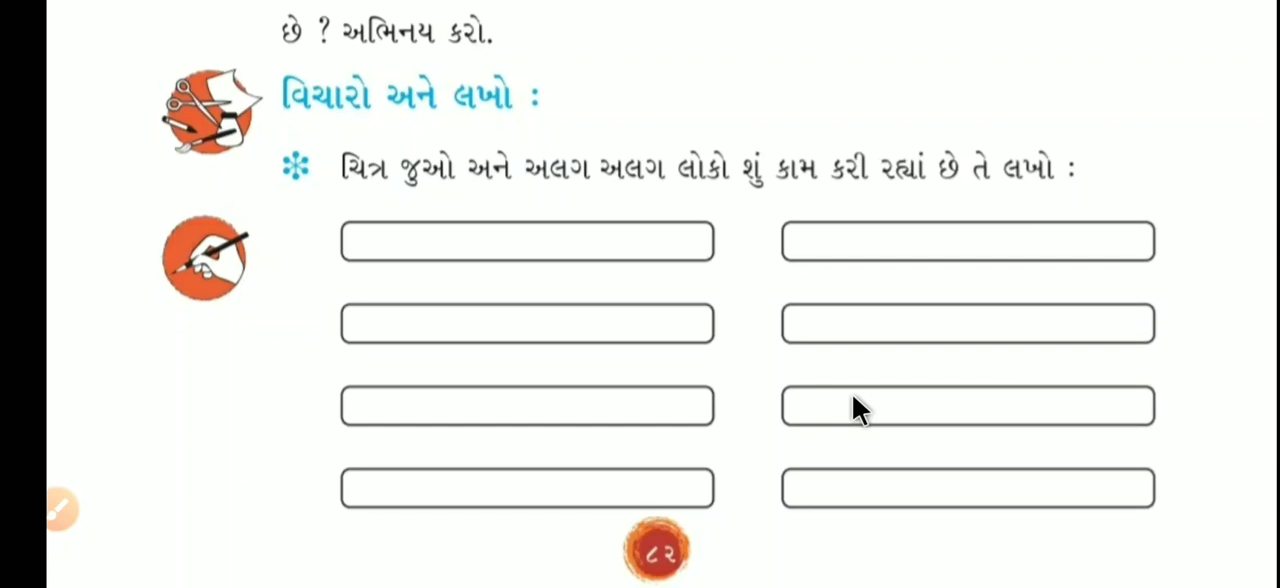 છે ? અભિનય કરો.
વિચારો અને લખો :
ચિત્ર જુઓ અને અલગ અલગ લોકો શું કામ કરી રહ્યાં છે તે લખો :
૮૨